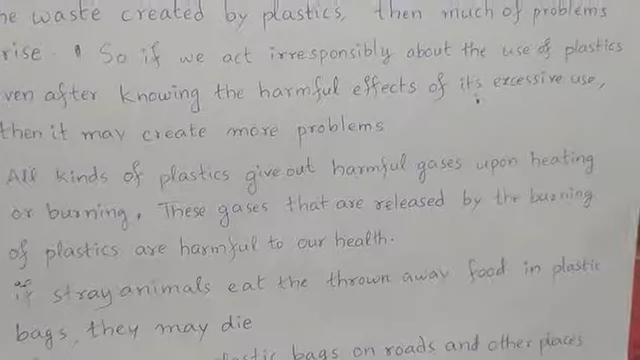 he waste created by plastics, then much of problems
rise. So if we act irresponsibly about the use of plastics
ven after knowing the harmful effects of its excessive use,
then it may create more problems
All kinds of plastics give out harmful gases upon heating
or burning. These gases that are released by the burning
of plastics are harmful to our health.
if stray animals eat the thrown away food in plastic
bags, they may die
bags on roads and other places